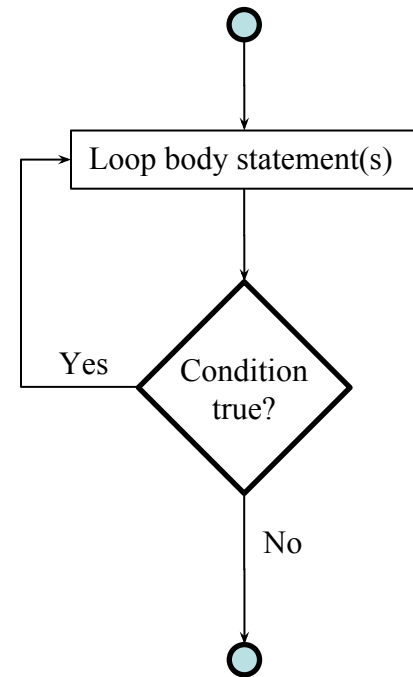 Loop body statement(s)
Yes
Condition
true?
No